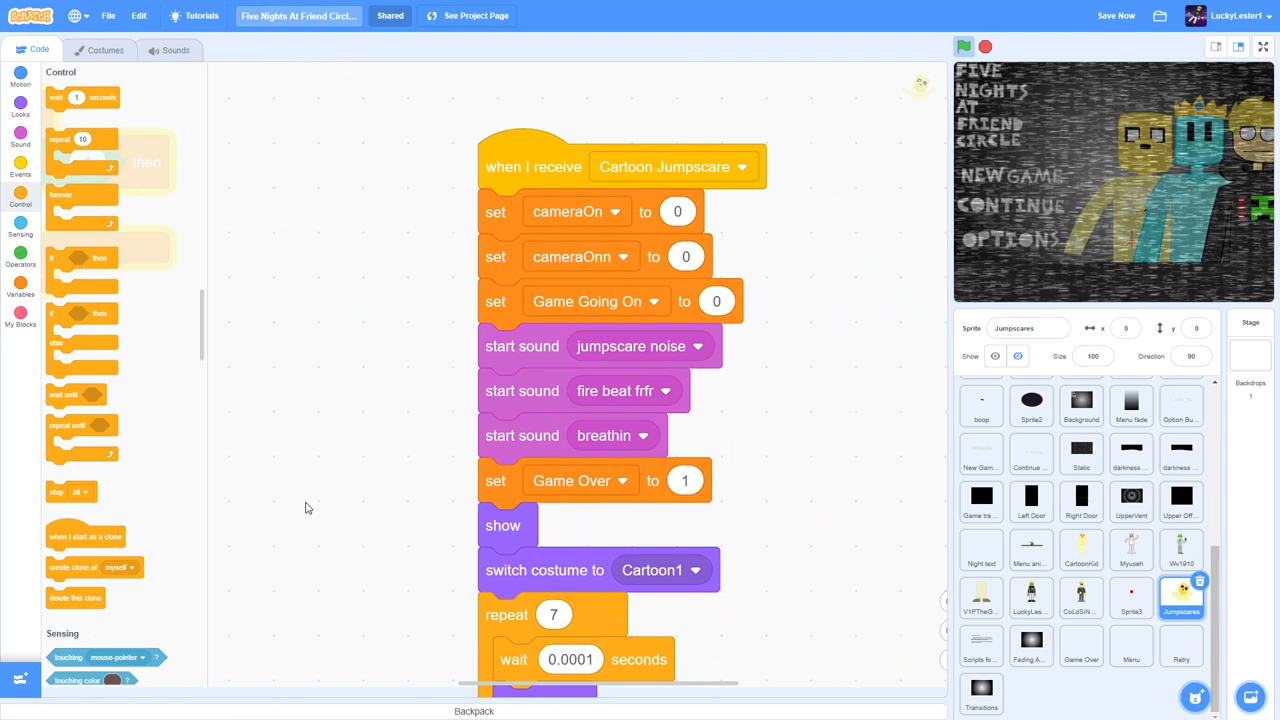 SCRATCH File Edit Tutorials Five Nights At Friend Circl... Shared See Project Page Save Now LuckyLester1
Code Costumes Sounds
Motion
Looks
Sound
Events
Control
Sensing
Operators
Variables
My Blocks
Control
wait 1 seconds
repeat 10
then
forever
if then
if then
else
wait until
repeat until
stop all
when I start as a clone
create clone of myself
delete this clone
Sensing
touching mouse-pointer ?
touching color ?
when I receive Cartoon Jumpscare
set cameraOn to 0
set cameraOnn to 0
set Game Going On to 0
start sound jumpscare noise
start sound fire beat frfr
start sound breathin
set Game Over to 1
show
switch costume to Cartoon1
repeat 7
wait 0.0001 seconds
Backpack
FIVE
NIGHTS
AT
FRIEND
CIRCLE
NEW GAME
CONTINUE
OPTIONS
Sprite Jumpscares x 0 y 0
Show Size 100 Direction 90
boop Sprite2 Background Menu fade Option Bu...
New Gam... Continue ... Static darkness ... darkness ...
Game tra... Left Door Right Door UpperVent Upper Off...
Night text Menu ani... CartoonKid Myuseh Wv1910
V1PTheG... LuckyLes... CoLdSiN... Sprite3 Jumpscares
Scripts fo... Fading A... Game Over Menu Retry
Transitions
Stage
Backdrops
1